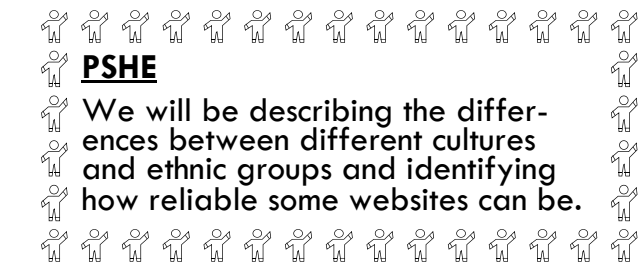 PSHE
We will be describing the differ-
ences between different cultures
and ethnic groups and identifying
how reliable some websites can be.